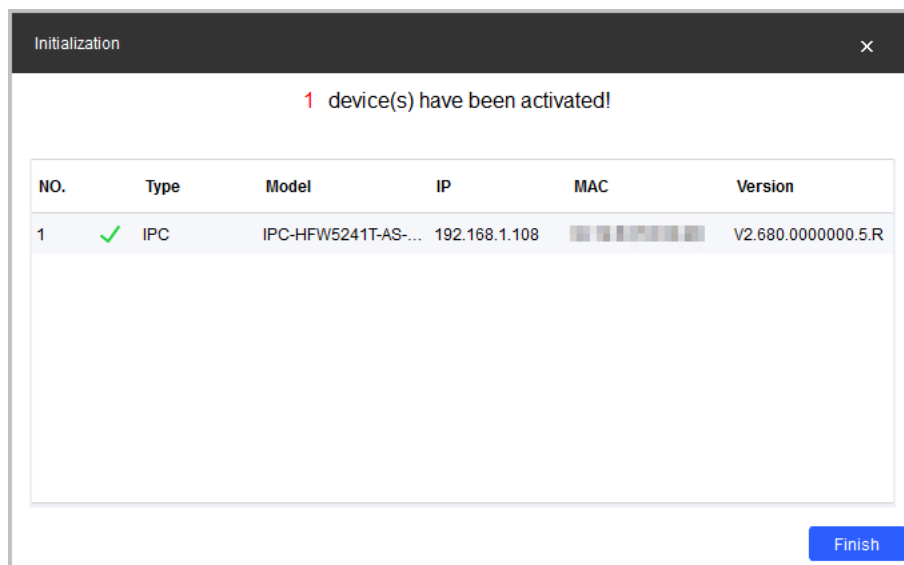 Initialization
1 device(s) have been activated!
NO. Type Model IP MAC Version
1 IPC IPC-HFW5241T-AS-... 192.168.1.108 V2.680.0000000.5.R
Finish